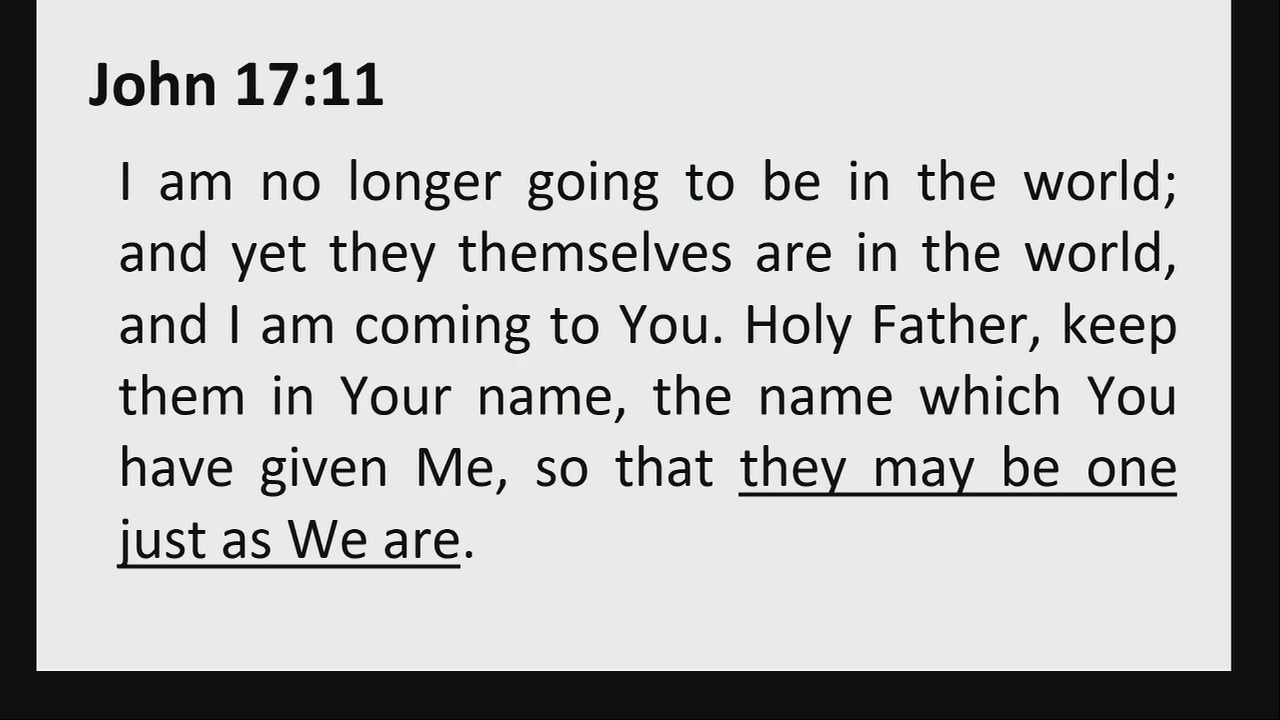 John 17:11
I am no longer going to be in the world;
and yet they themselves are in the world,
and I am coming to You. Holy Father, keep
them in Your name, the name which You
have given Me, so that they may be one
just as We are.